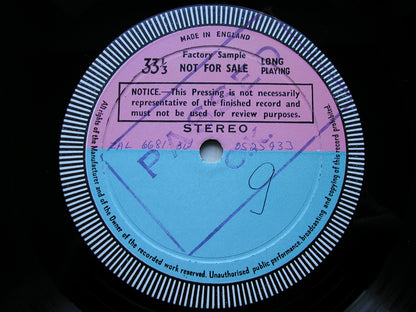 MADE IN ENGLAND
Factory Sample
33⅓ NOT FOR SALE LONG PLAYING
NOTICE.—This Pressing is not necessarily
representative of the finished record and
must not be used for review purposes.
STEREO
9
All rights of the Manufacturer and of the Owner of the recorded work reserved. Unauthorised public performance, broadcasting and copying of this record prohibited.